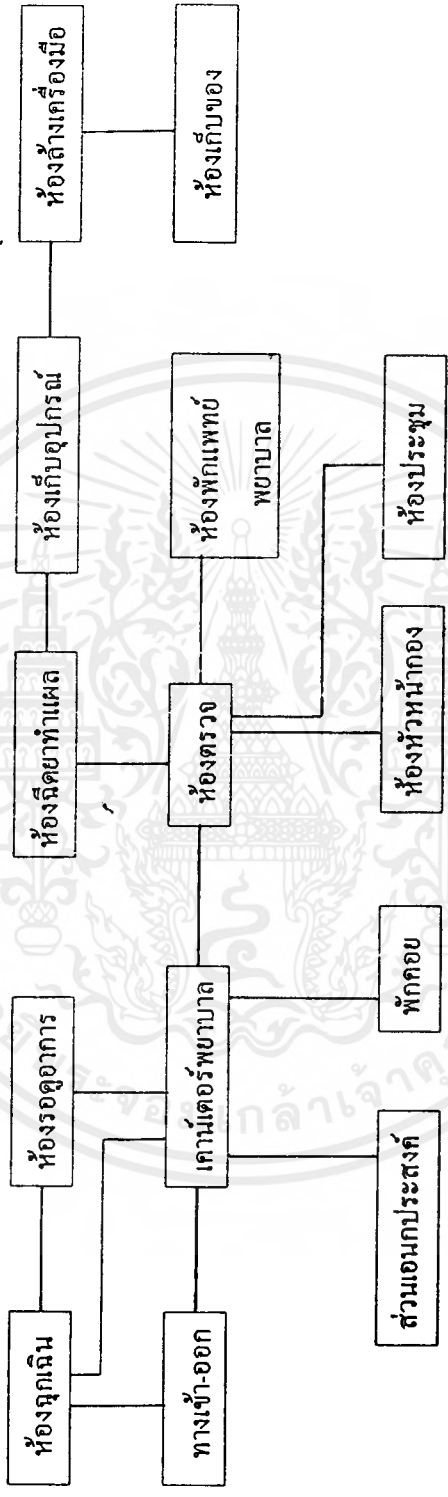 ห้องฉุกเฉิน
ห้องรอดูอาการ
ห้องฉีดยาทำแผล
ห้องเก็บอุปกรณ์
ห้องล้างเครื่องมือ
ทางเข้า-ออก
เคาน์เตอร์พยาบาล
ห้องตรวจ
ห้องพักแพทย์
พยาบาล
ห้องเก็บของ
ส่วนเอนกประสงค์
พักคอย
ห้องหัวหน้ากอง
ห้องประชุม